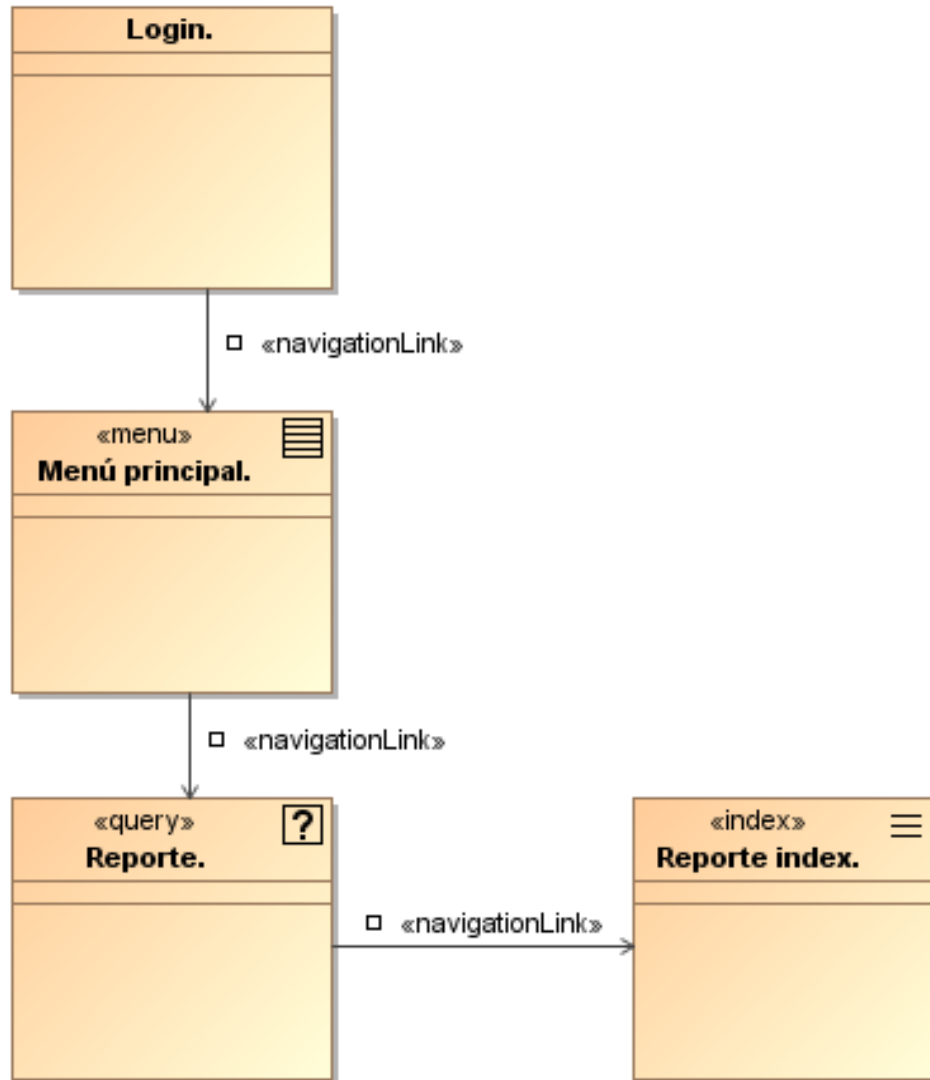 Login.
«navigationLink»
«menu»
Menú principal.
«navigationLink»
«query»
?
Reporte.
«navigationLink»
«index»
Reporte index.